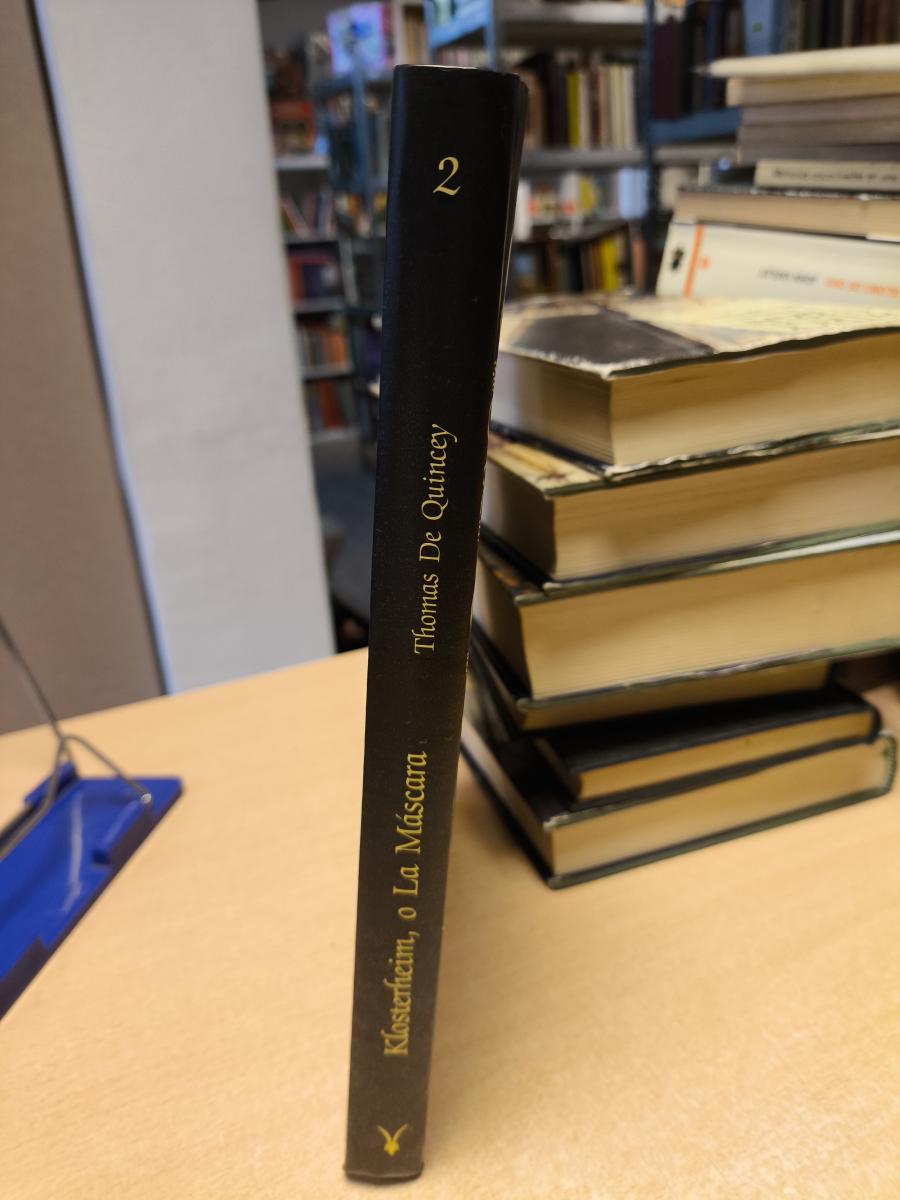 2
Thomas De Quincey
Klosterheim, o La Máscara